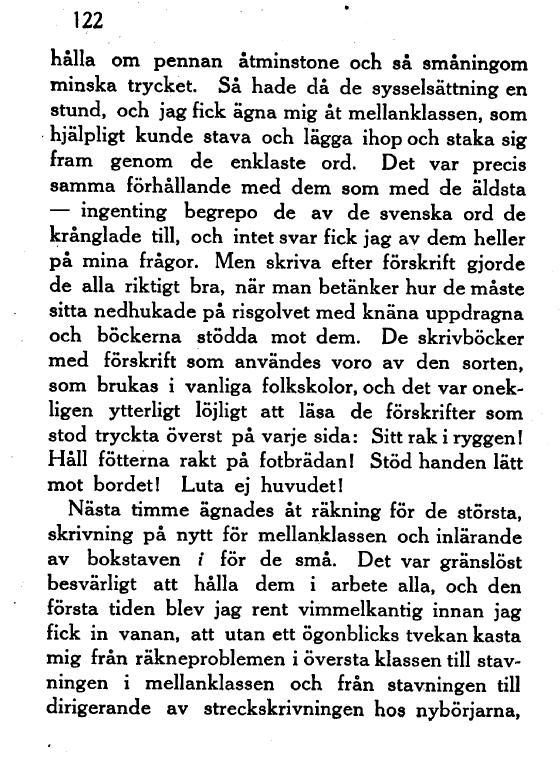 122
hålla om pennan åtminstone och så småningom
minska trycket. Så hade då de sysselsättning en
stund, och jag fick ägna mig åt mellanklassen, som
hjälpligt kunde stava och lägga ihop och staka sig
fram genom de enklaste ord. Det var precis
samma förhållande med dem som med de äldsta
— ingenting begrepo de av de svenska ord de
krånglade till, och intet svar fick jag av dem heller
på mina frågor. Men skriva efter förskrift gjorde
de alla riktigt bra, när man betänker hur de måste
sitta nedhukade på risgolvet med knäna uppdragna
och böckerna stödda mot dem. De skrivböcker
med förskrift som användes voro av den sorten,
som brukas i vanliga folkskolor, och det var onek-
ligen ytterligt löjligt att läsa de förskrifter som
stod tryckta överst på varje sida: Sitt rak i ryggen!
Håll fötterna rakt på fotbrädan! Stöd handen lätt
mot bordet! Luta ej huvudet!
Nästa timme ägnades åt räkning för de största,
skrivning på nytt för mellanklassen och inlärande
av bokstaven i för de små. Det var gränslöst
besvärligt att hålla dem i arbete alla, och den
första tiden blev jag rent vimmelkantig innan jag
fick in vanan, att utan ett ögonblicks tvekan kasta
mig från räkneproblemen i översta klassen till stav-
ningen i mellanklassen och från stavningen till
dirigerande av streckskrivningen hos nybörjarna,